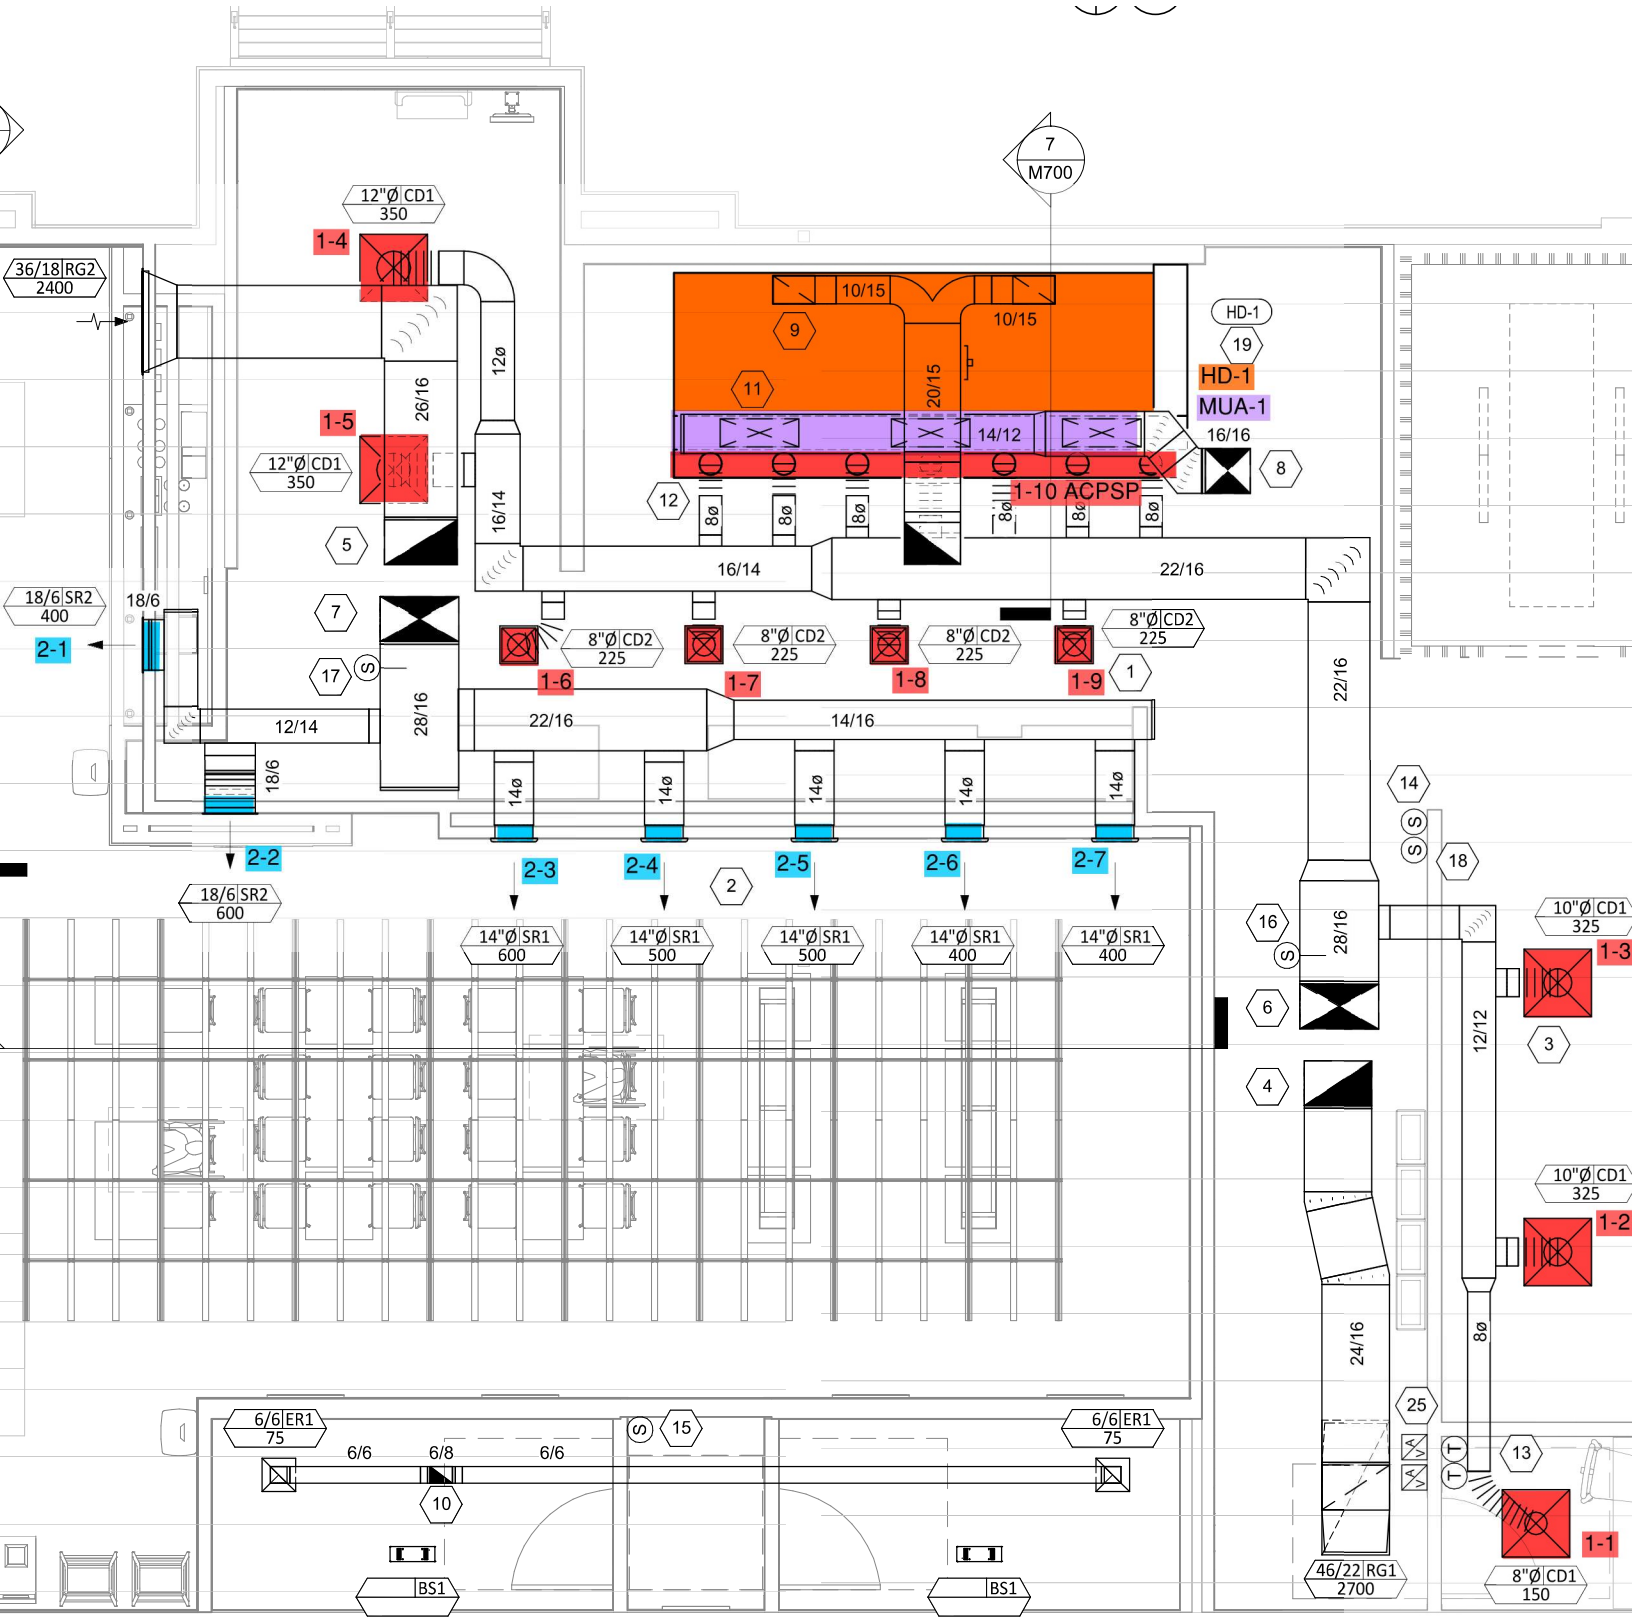 7
M700
12"Ø CD1
350
1-4
36/18 RG2
2400
10/15
10/15
9
HD-1
19
HD-1
MUA-1
12ø
26/16
20/15
11
1-5
14/12
16/16
12"Ø CD1
350
8
12
1-10 ACPSP
8ø
8ø
8ø
8ø
8ø
8ø
16/14
5
16/14
22/16
18/6 SR2
400
18/6
7
2-1
8"Ø CD2
225
8"Ø CD2
225
8"Ø CD2
225
8"Ø CD2
225
17
S
1-6
1-7
1-8
1-9
1
22/16
28/16
12/14
22/16
14/16
18/6
14ø
14ø
14ø
14ø
14ø
14
S
S
2-2
2-3
2-4
2-5
2-6
2-7
18
2
18/6 SR2
600
14"Ø SR1
600
14"Ø SR1
500
14"Ø SR1
500
14"Ø SR1
400
14"Ø SR1
400
16
S
28/16
10"Ø CD1
325
1-3
6
12/12
3
4
10"Ø CD1
325
1-2
24/16
8ø
25
6/6 ER1
75
S
15
6/6 ER1
75
6/6
6/8
6/6
V A
V A
T
T
13
10
1-1
BS1
BS1
46/22 RG1
2700
8"Ø CD1
150